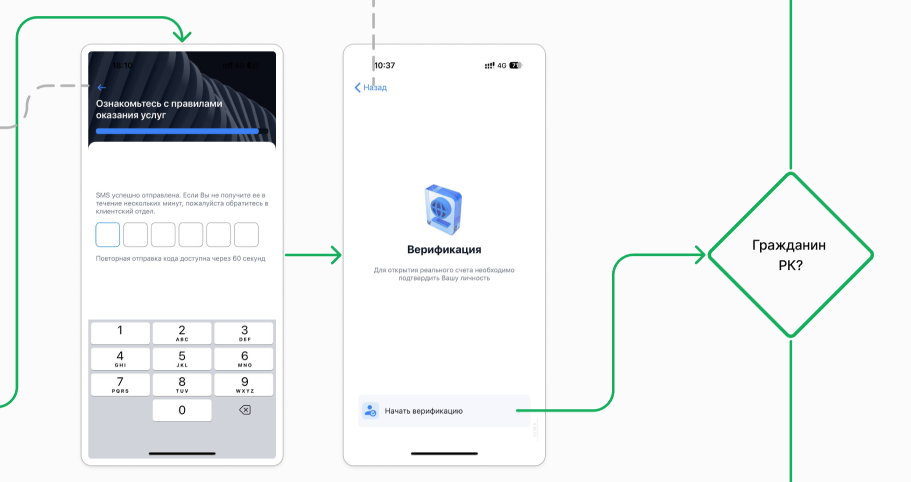 10:37
4G 71
Назад
Ознакомьтесь с правилами
оказания услуг
SMS успешно отправлена. Если Вы не получите ее в
течение нескольких минут, пожалуйста обратитесь в
клиентский отдел.
Повторная отправка кода доступна через 60 секунд
1
2
ABC
3
DEF
4
GHI
5
JKL
6
MNO
7
PQRS
8
TUV
9
WXYZ
0
Верификация
Для открытия реального счета необходимо
подтвердить Вашу личность
Начать верификацию
Гражданин
РК?